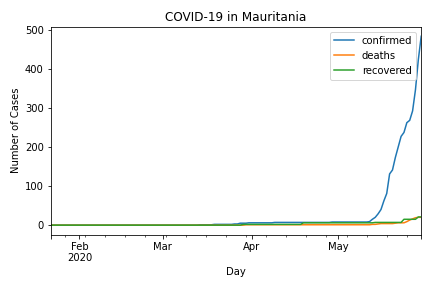 COVID-19 in Mauritania
confirmed
deaths
recovered
Number of Cases
500
400
300
200
100
0
Feb
2020
Mar
Apr
May
Day